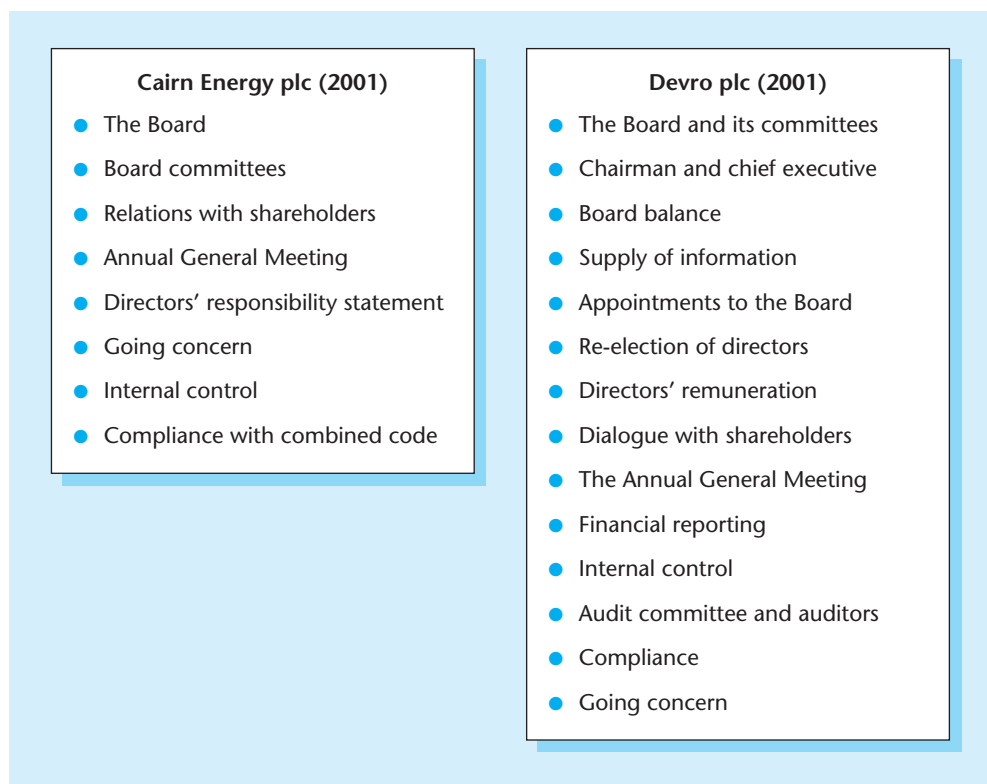 Cairn Energy plc (2001)
● The Board
● Board committees
● Relations with shareholders
● Annual General Meeting
● Directors’ responsibility statement
● Going concern
● Internal control
● Compliance with combined code
Devro plc (2001)
● The Board and its committees
● Chairman and chief executive
● Board balance
● Supply of information
● Appointments to the Board
● Re-election of directors
● Directors’ remuneration
● Dialogue with shareholders
● The Annual General Meeting
● Financial reporting
● Internal control
● Audit committee and auditors
● Compliance
● Going concern